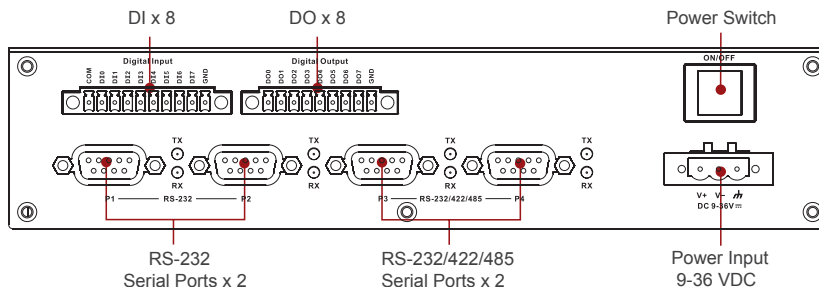 DI x 8
DO x 8
Power Switch
Digital Input
Digital Output
ON/OFF
COM DI0 DI1 DI2 DI3 DI4 DI5 DI6 DI7 GND
DO0 DO1 DO2 DO3 DO4 DO5 DO6 DO7 GND
TX TX TX TX
RX RX RX RX
P1 RS-232 P2
P3 RS-232/422/485 P4
V+ V-
DC 9-36V
RS-232
Serial Ports x 2
RS-232/422/485
Serial Ports x 2
Power Input
9-36 VDC